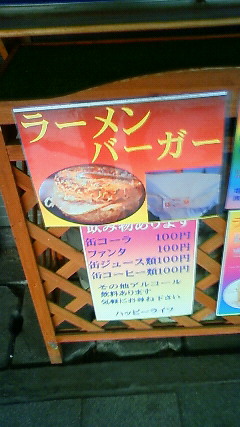 ラーメン
バーガー
飲み物あります
缶コーラ 100円
ファンタ 100円
缶ジュース類100円
缶コーヒー類100円
その他アルコール
飲料あります
気軽にお尋ね下さい
ハッピーライフ